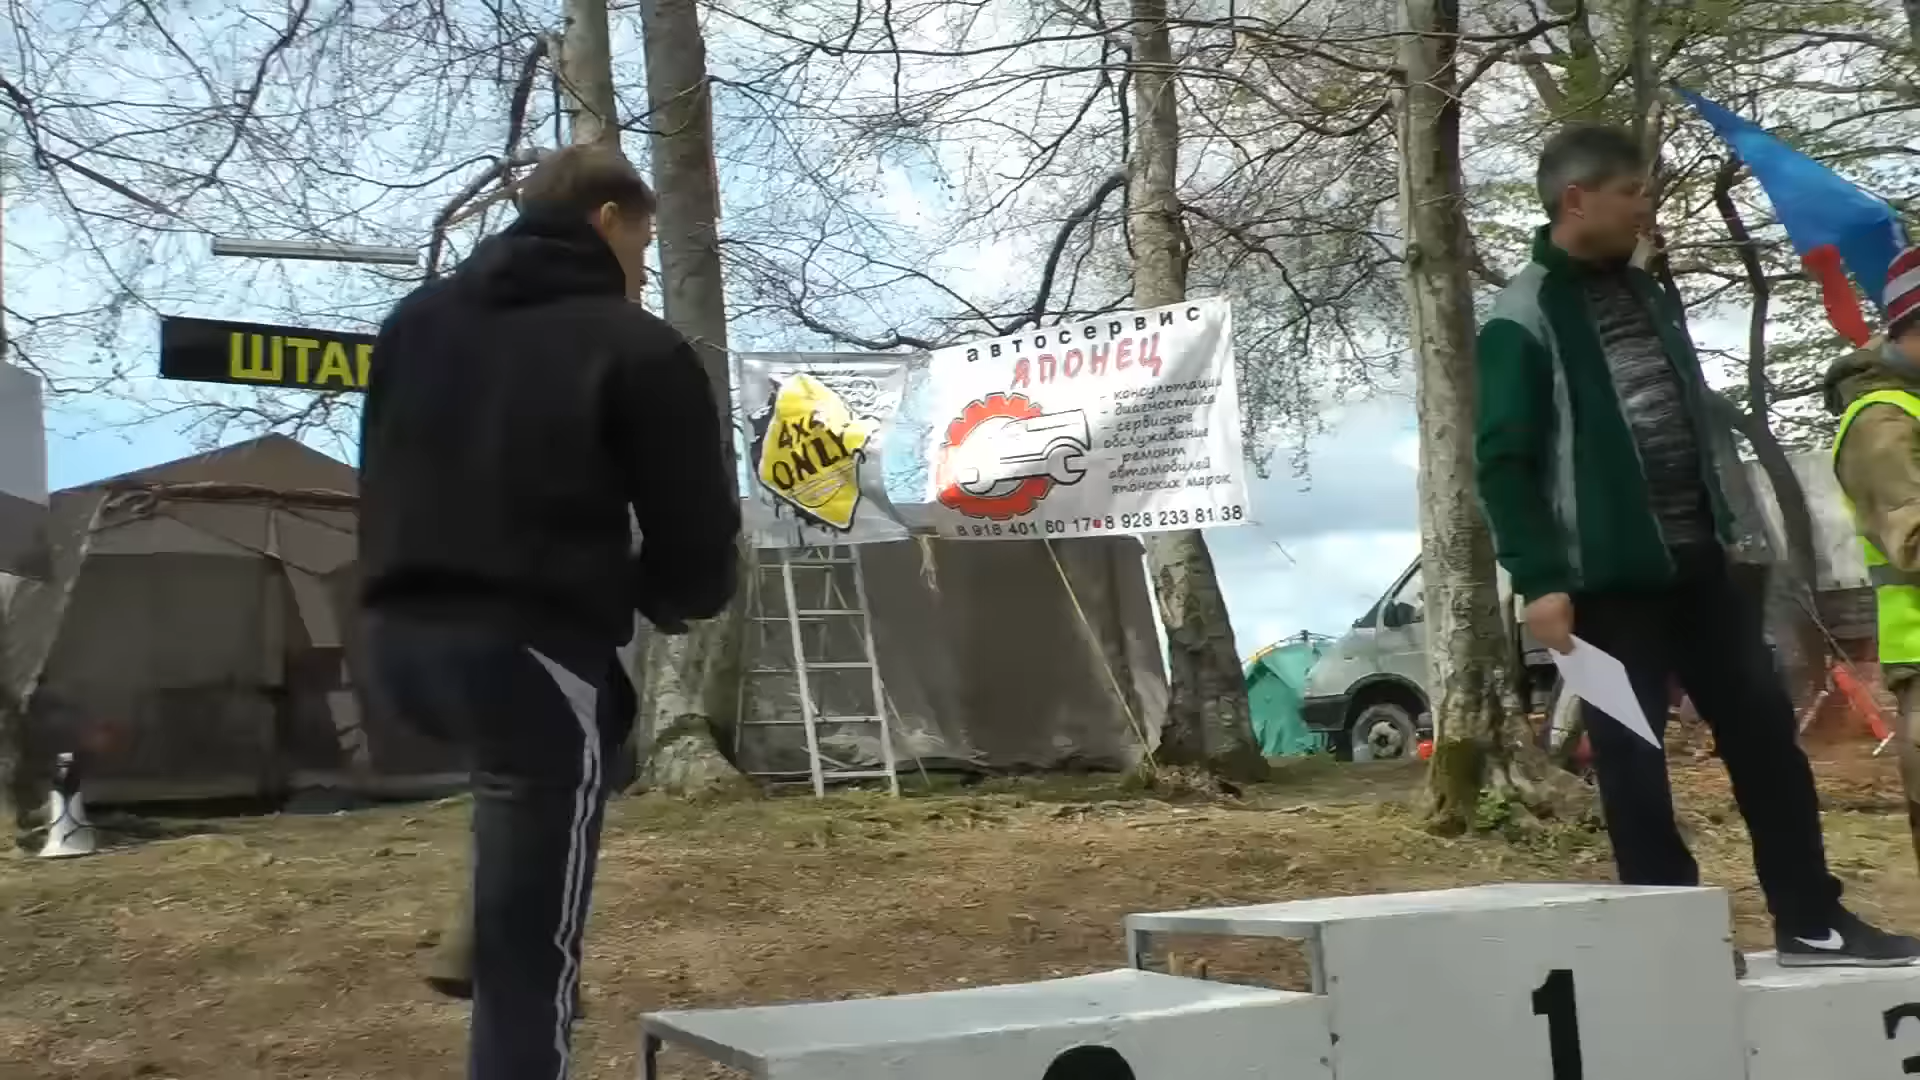 ШТАБ
4x4
ONLY
автосервис
ЯПОНЕЦ
- консультации
- диагностика
- сервисное
обслуживание
- ремонт
автомобилей
японских марок
8 918 401 60 17 8 928 233 81 38
1